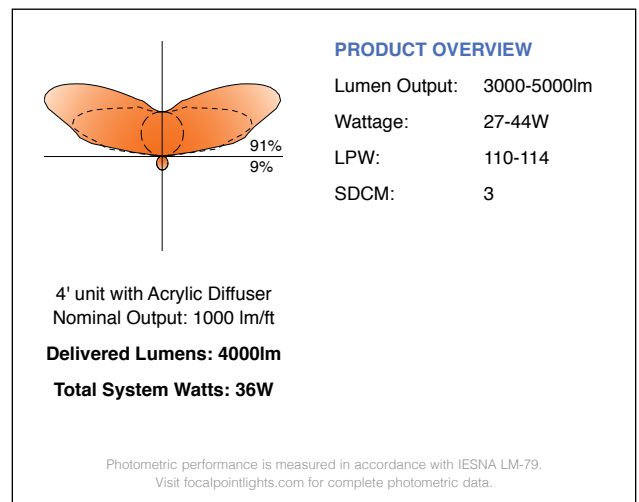 91%
9%
4' unit with Acrylic Diffuser
Nominal Output: 1000 lm/ft
Delivered Lumens: 4000lm
Total System Watts: 36W
PRODUCT OVERVIEW
Lumen Output: 3000-5000lm
Wattage: 27-44W
LPW: 110-114
SDCM: 3
Photometric performance is measured in accordance with IESNA LM-79.
Visit focalpointlights.com for complete photometric data.